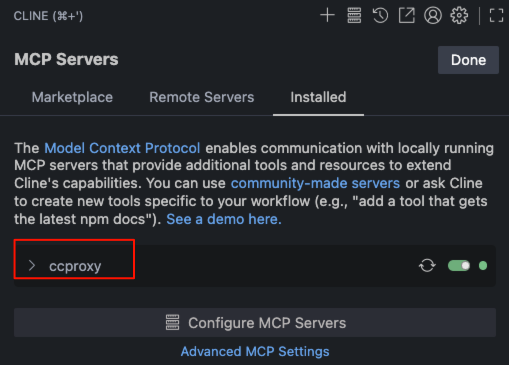 CLINE (⌘+')
MCP Servers
Done
Marketplace Remote Servers Installed
The Model Context Protocol enables communication with locally running
MCP servers that provide additional tools and resources to extend
Cline's capabilities. You can use community-made servers or ask Cline
to create new tools specific to your workflow (e.g., "add a tool that gets
the latest npm docs"). See a demo here.
ccproxy
Configure MCP Servers
Advanced MCP Settings